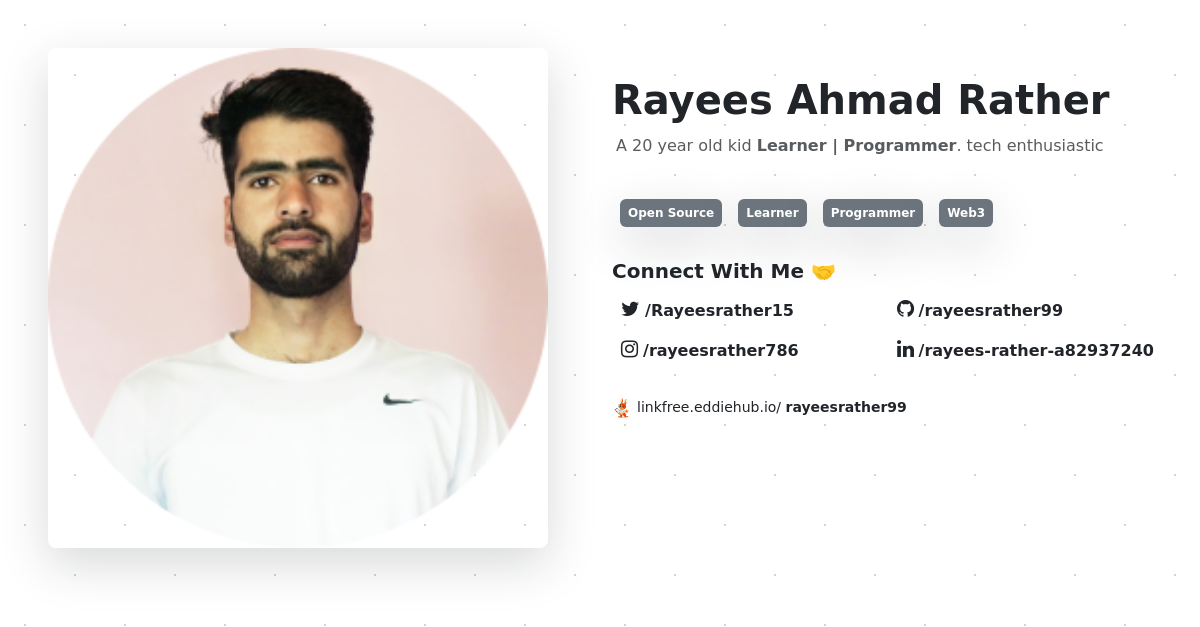 Rayees Ahmad Rather
A 20 year old kid Learner | Programmer. tech enthusiastic
Open Source Learner Programmer Web3
Connect With Me 🤝
/Rayeesrather15 /rayeesrather99
/rayeesrather786 /rayees-rather-a82937240
linkfree.eddiehub.io/ rayeesrather99